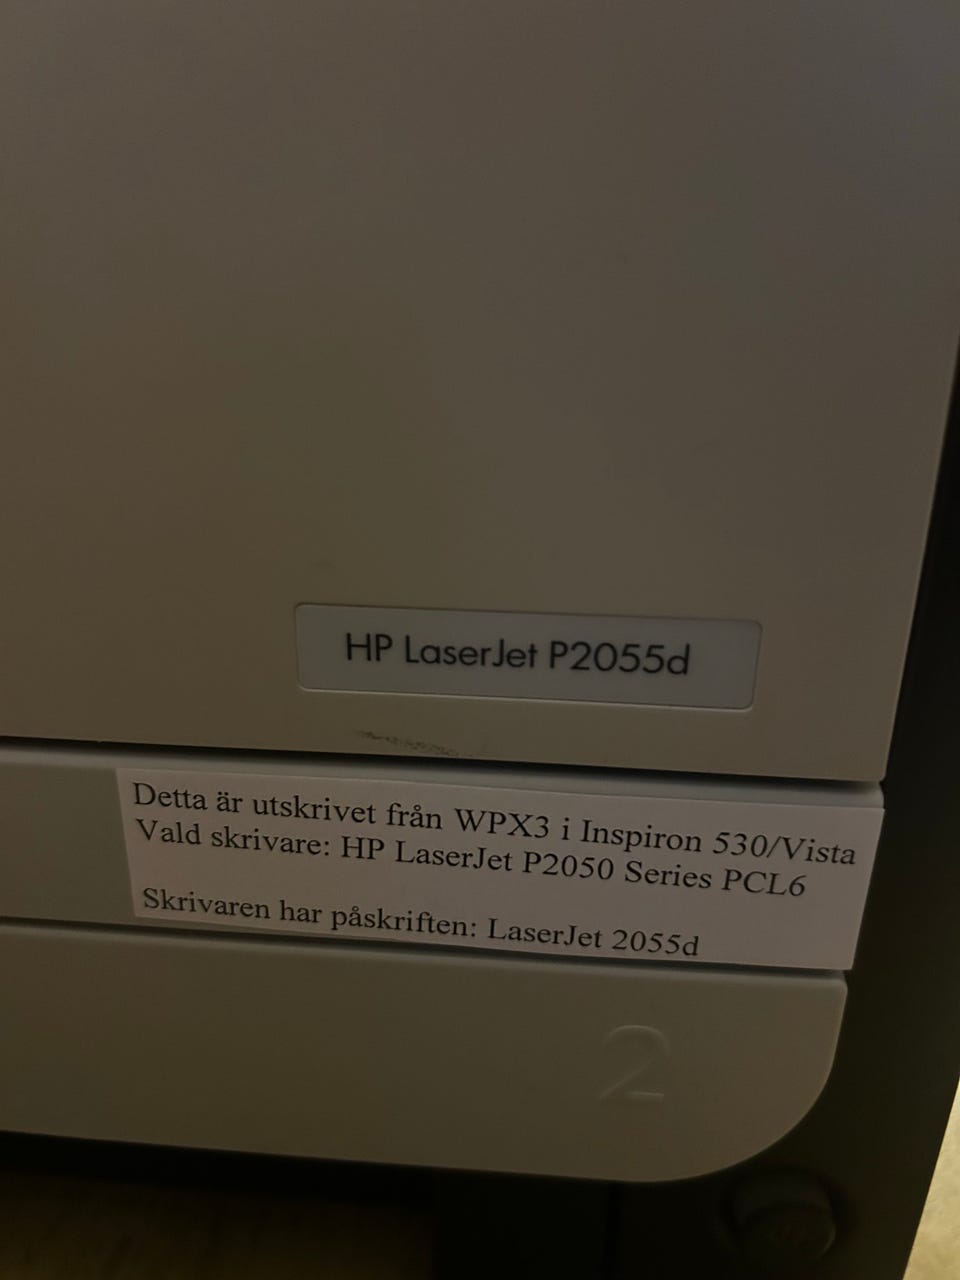 HP LaserJet P2055d
Detta är utskrivet från WPX3 i Inspiron 530/Vista
Vald skrivare: HP LaserJet P2050 Series PCL6
Skrivaren har påskriften: LaserJet 2055d
2